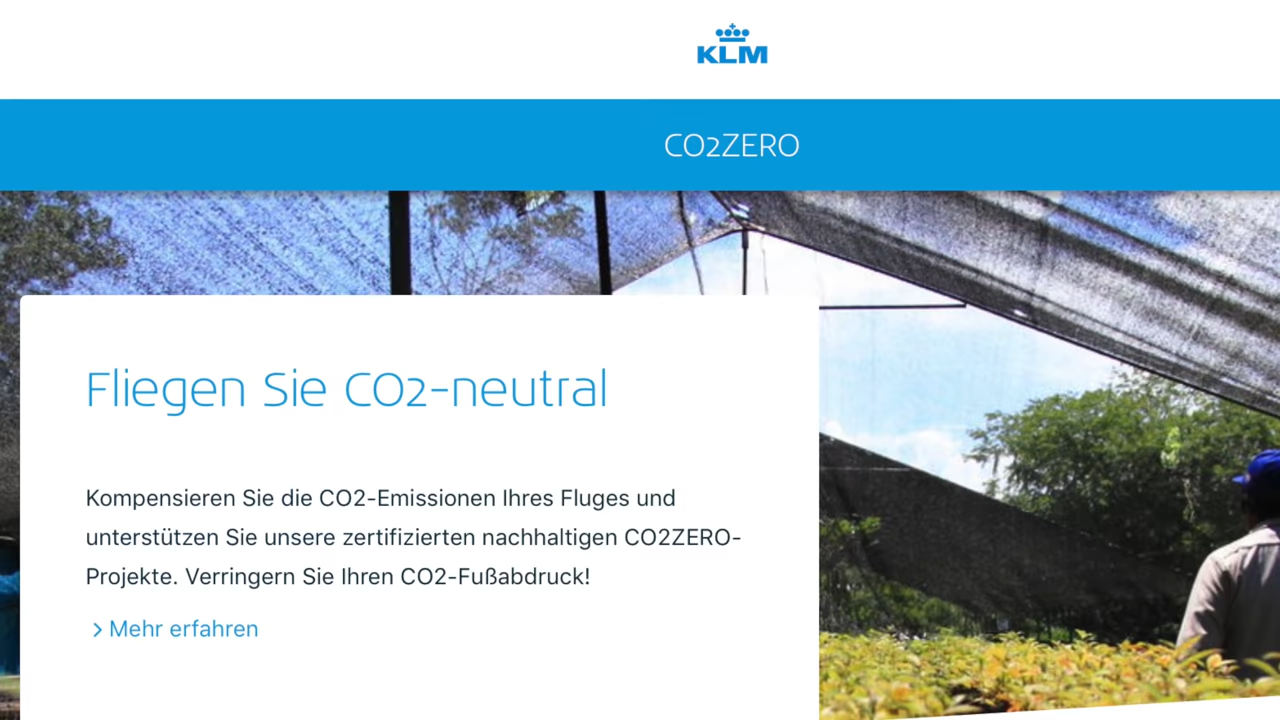 KLM
CO2ZERO
Fliegen Sie CO2-neutral
Kompensieren Sie die CO2-Emissionen Ihres Fluges und
unterstützen Sie unsere zertifizierten nachhaltigen CO2ZERO-
Projekte. Verringern Sie Ihren CO2-Fußabdruck!
> Mehr erfahren